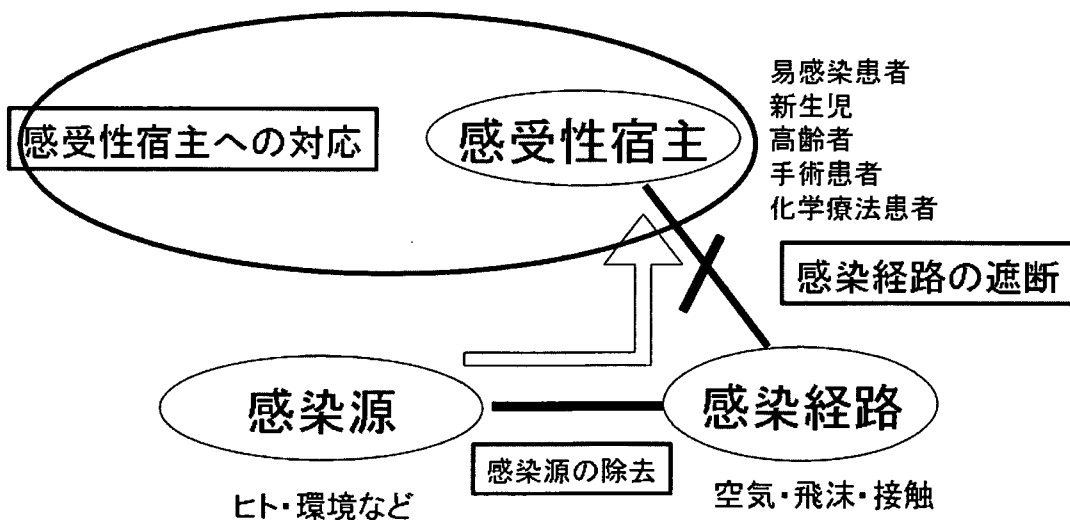 易感染患者
新生児
高齢者
手術患者
化学療法患者
感受性宿主への対応
感受性宿主
感染経路の遮断
感染源
感染経路
感染源の除去
ヒト・環境など
空気・飛沫・接触